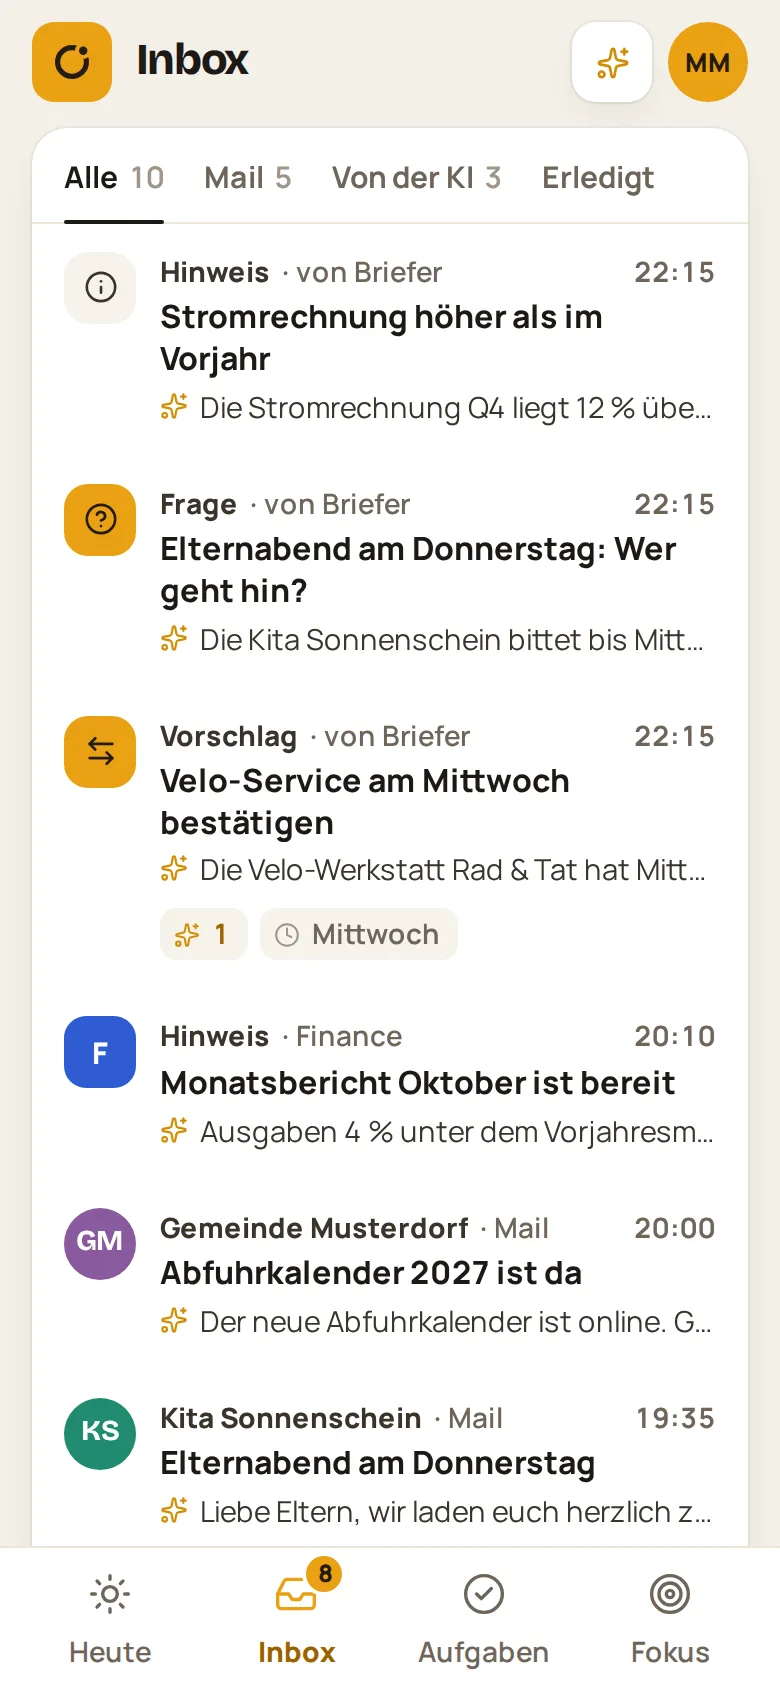 Inbox
MM
Alle 10
Mail 5
Von der KI 3
Erledigt
Hinweis · von Briefer 22:15
Stromrechnung höher als im
Vorjahr
Die Stromrechnung Q4 liegt 12 % übe...
Frage · von Briefer 22:15
Elternabend am Donnerstag: Wer
geht hin?
Die Kita Sonnenschein bittet bis Mitt...
Vorschlag · von Briefer 22:15
Velo-Service am Mittwoch
bestätigen
Die Velo-Werkstatt Rad & Tat hat Mitt...
1
Mittwoch
F
Hinweis · Finance 20:10
Monatsbericht Oktober ist bereit
Ausgaben 4 % unter dem Vorjahresm...
GM
Gemeinde Musterdorf · Mail 20:00
Abfuhrkalender 2027 ist da
Der neue Abfuhrkalender ist online. G...
KS
Kita Sonnenschein · Mail 19:35
Elternabend am Donnerstag
Liebe Eltern, wir laden euch herzlich z...
8
Heute
Inbox
Aufgaben
Fokus